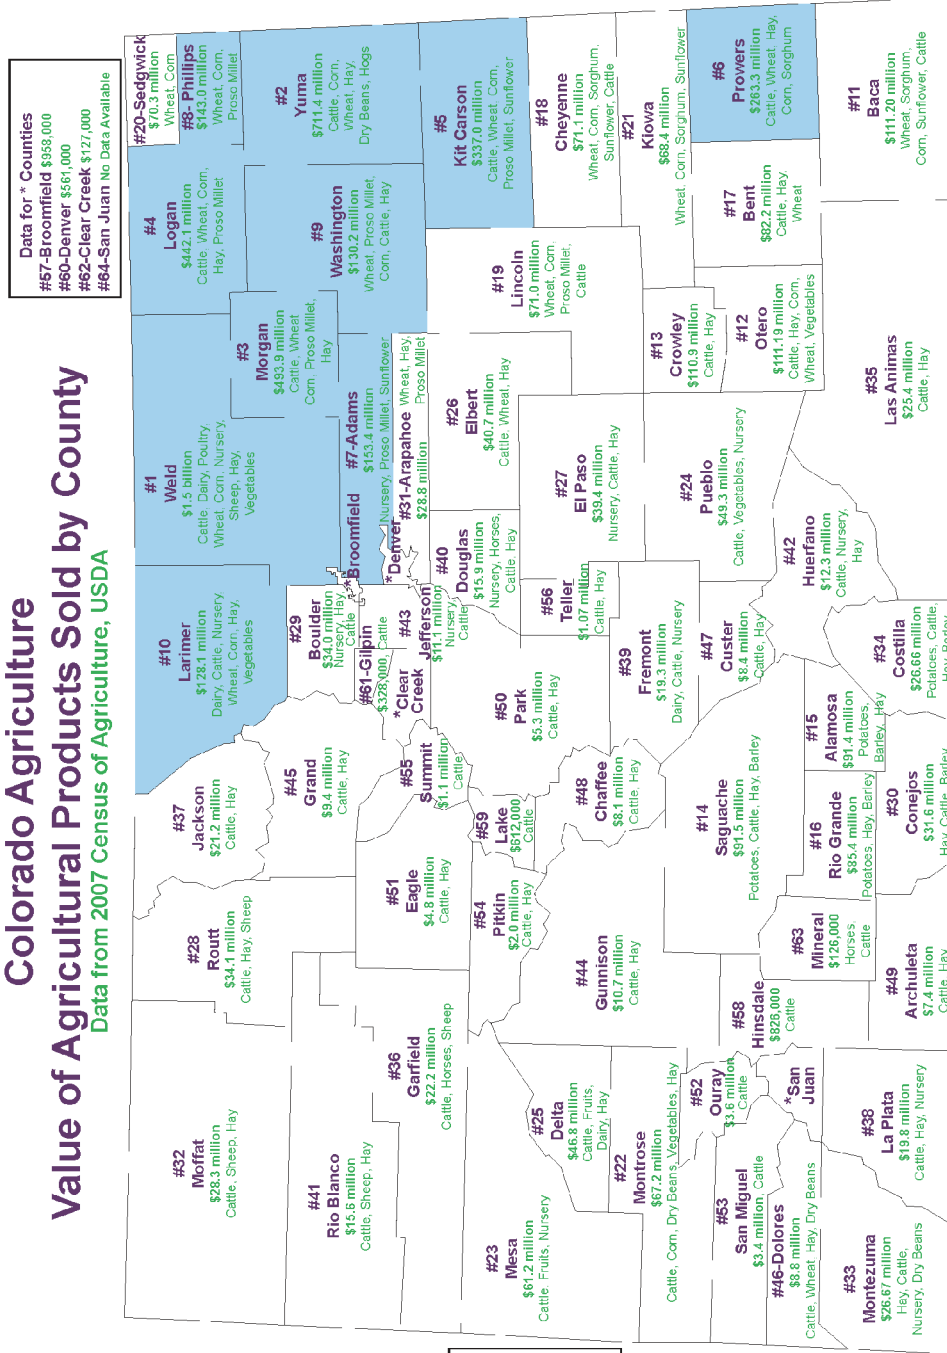 Colorado Agriculture
Value of Agricultural Products Sold by County
Data from 2007 Census of Agriculture, USDA
Data for * Counties
#57-Broomfield $958,000
#60-Denver $561,000
#62-Clear Creek $127,000
#64-San Juan No Data Available
#32
Moffat
$28.3 million
Cattle, Sheep, Hay
#28
Routt
$34.1 million
Cattle, Hay, Sheep
#37
Jackson
$21.2 million
Cattle, Hay
#10
Larimer
$128.1 million
Dairy, Cattle, Nursery
Wheat, Corn, Hay,
Vegetables
#1
Weld
$1.5 billion
Cattle, Dairy, Poultry,
Wheat, Corn, Nursery,
Sheep, Hay,
Vegetables
#4
Logan
$442.1 million
Cattle, Wheat, Corn,
Hay, Proso Millet
#20-Sedgwick
$70.3 million
Wheat, Corn
#8- Phillips
$143.0 million
Wheat, Corn,
Proso Millet
#3
Morgan
$493.9 million
Cattle, Wheat
Corn, Proso Millet,
Hay
#2
Yuma
$711.4 million
Cattle, Corn,
Wheat, Hay,
Dry Beans, Hogs
#9
Washington
$130.2 million
Wheat, Proso Millet,
Corn, Cattle, Hay
#41
Rio Blanco
$15.6 million
Cattle, Sheep, Hay
#45
Grand
$9.4 million
Cattle, Hay
#29
Boulder
$34.0 million
Nursery, Hay,
Cattle
*Broomfield
#7-Adams
$153.4 million
Nursery, Proso Millet, Sunflower
#61-Gilpin
$328,000, Cattle
*Denver
#31-Arapahoe
$28.8 million
Wheat, Hay,
Proso Millet
*Clear
Creek
#43
Jefferson
$11.1 million
Nursery,
Cattle
#36
Garfield
$22.2 million
Cattle, Horses, Sheep
#51
Eagle
$4.8 million
Cattle, Hay
#55
Summit
$1.1 million
Cattle
#40
Douglas
$15.9 million
Nursery, Horses,
Cattle, Hay
#26
Elbert
$40.7 million
Cattle, Wheat, Hay
#19
Lincoln
$71.0 million
Wheat, Corn,
Proso Millet,
Cattle
#5
Kit Carson
$337.0 million
Cattle, Wheat, Corn,
Proso Millet, Sunflower
#23
Mesa
$61.2 million
Cattle, Fruits, Nursery
#54
Pitkin
$2.0 million
Cattle, Hay
#59
Lake
$612,000
Cattle
#50
Park
$5.3 million
Cattle, Hay
#56
Teller
$1.07 million
Cattle, Hay
#27
El Paso
$39.4 million
Nursery, Cattle, Hay
#18
Cheyenne
$71.1 million
Wheat, Corn, Sorghum,
Sunflower, Cattle
#25
Delta
$46.8 million
Cattle, Fruits,
Dairy, Hay
#44
Gunnison
$10.7 million
Cattle, Hay
#48
Chaffee
$8.1 million
Cattle, Hay
#39
Fremont
$19.3 million
Dairy, Cattle, Nursery
#13
Crowley
$110.9 million
Cattle, Hay
#21
Kiowa
$68.4 million
Wheat, Corn, Sorghum, Sunflower
#22
Montrose
$67.2 million
Cattle, Corn, Dry Beans, Vegetables, Hay
#52
Ouray
$3.6 million
Cattle
#14
Saguache
$91.5 million
Potatoes, Cattle, Hay, Barley
#47
Custer
$8.4 million
Cattle, Hay
#24
Pueblo
$49.3 million
Cattle, Vegetables, Nursery
#12
Otero
$111.19 million
Cattle, Hay, Corn,
Wheat, Vegetables
#17
Bent
$82.2 million
Cattle, Hay,
Wheat
#6
Prowers
$263.3 million
Cattle, Wheat, Hay,
Corn, Sorghum
#53
San Miguel
$3.4 million, Cattle
#58
Hinsdale
$826,000
Cattle
#46-Dolores
$8.8 million
Cattle, Wheat, Hay, Dry Beans
*San
Juan
#63
Mineral
$126,000
Horses,
Cattle
#16
Rio Grande
$85.4 million
Potatoes, Hay, Barley
#15
Alamosa
$91.4 million
Potatoes,
Barley, Hay
#42
Huerfano
$12.3 million
Cattle, Nursery,
Hay
#35
Las Animas
$25.4 million
Cattle, Hay
#11
Baca
$111.20 million
Wheat, Sorghum,
Corn, Sunflower, Cattle
#33
Montezuma
$26.67 million
Hay, Cattle,
Nursery, Dry Beans
#38
La Plata
$19.8 million
Cattle, Hay, Nursery
#49
Archuleta
$7.4 million
Cattle, Hay
#30
Conejos
$31.6 million
Hay, Cattle, Barley
#34
Costilla
$26.66 million
Potatoes, Cattle,